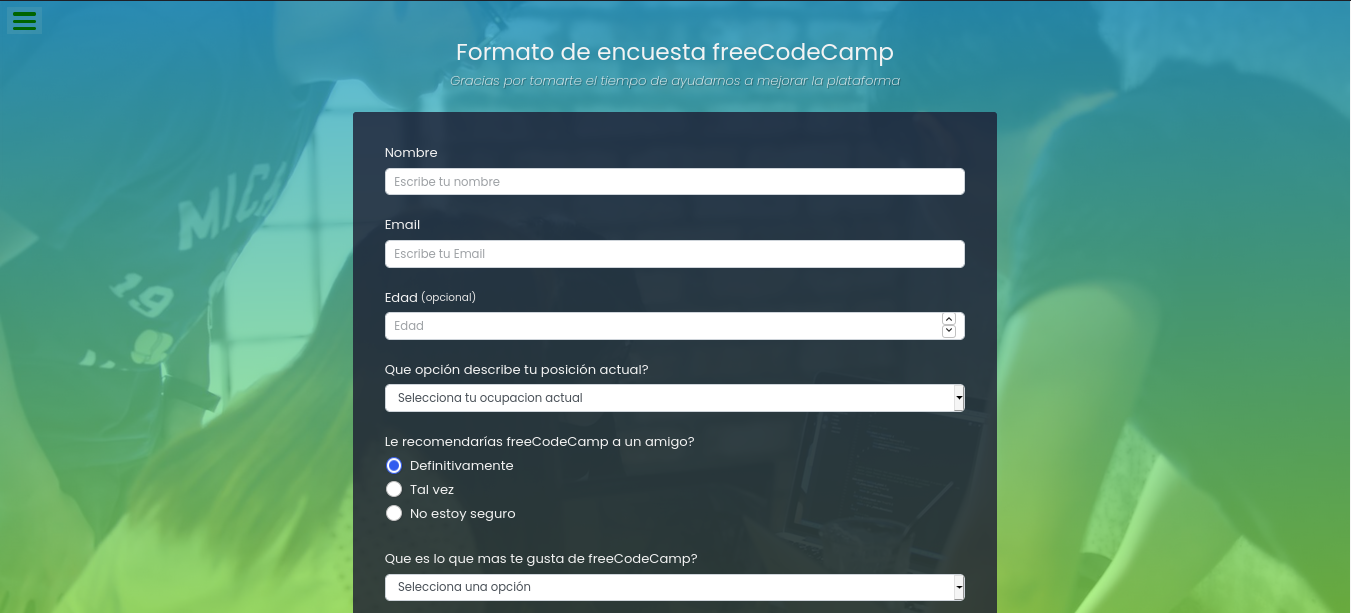 Formato de encuesta freeCodeCamp
Gracias por tomarte el tiempo de ayudarnos a mejorar la plataforma
Nombre
Escribe tu nombre
Email
Escribe tu Email
Edad (opcional)
Edad
Que opción describe tu posición actual?
Selecciona tu ocupacion actual
Le recomendarías freeCodeCamp a un amigo?
Definitivamente
Tal vez
No estoy seguro
Que es lo que mas te gusta de freeCodeCamp?
Selecciona una opción
MICA
19